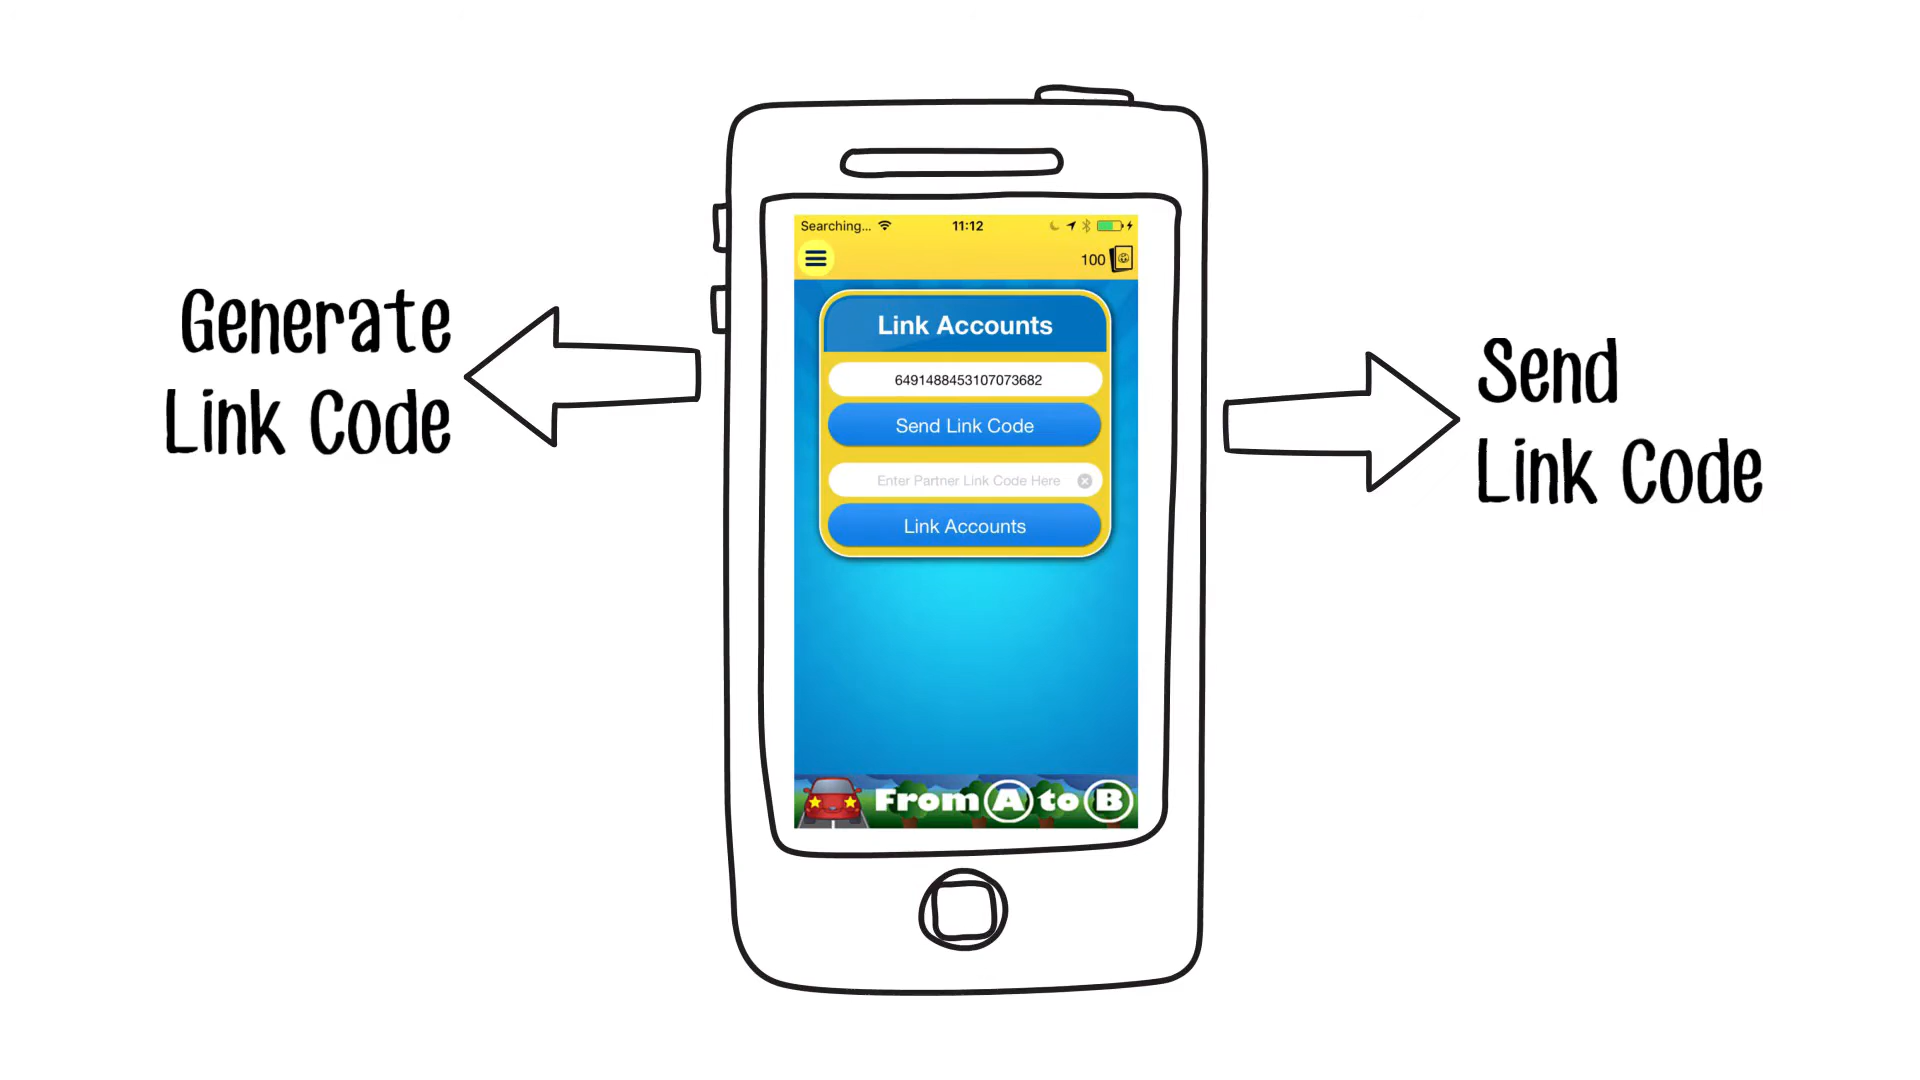 Searching...
11:12
100
Link Accounts
6491488453107073682
Send Link Code
Enter Partner Link Code Here
Link Accounts
From A to B
Generate
Link Code
Send
Link Code